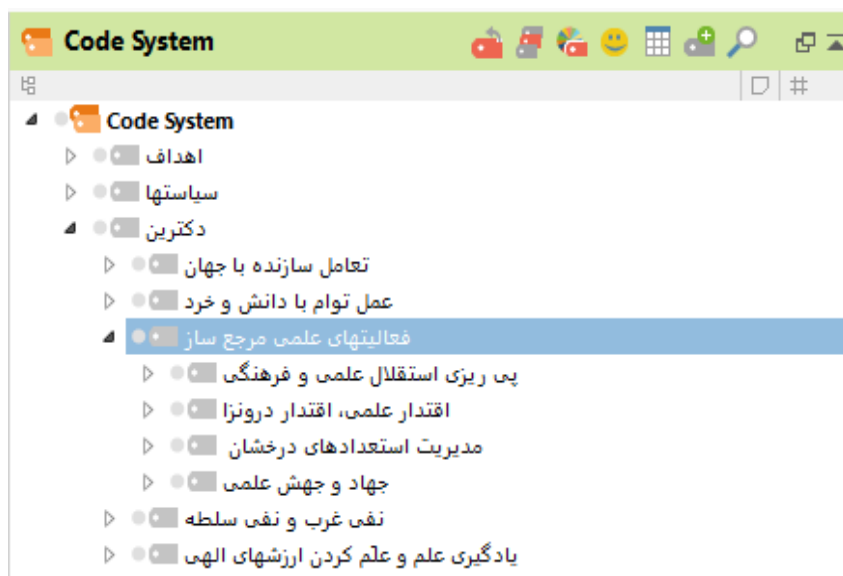 Code System
Code System
اهداف
سیاستها
دکترین
تعامل سازنده با جهان
عمل توام با دانش و خرد
فعالیتهای علمی مرجع ساز
پی ریزی استقلال علمی و فرهنگی
اقتدار علمی، اقتدار درونزا
مدیریت استعدادهای درخشان
جهاد و جهش علمی
نفی غرب و نفی سلطه
یادگیری علم و علَم کردن ارزشهای الهی